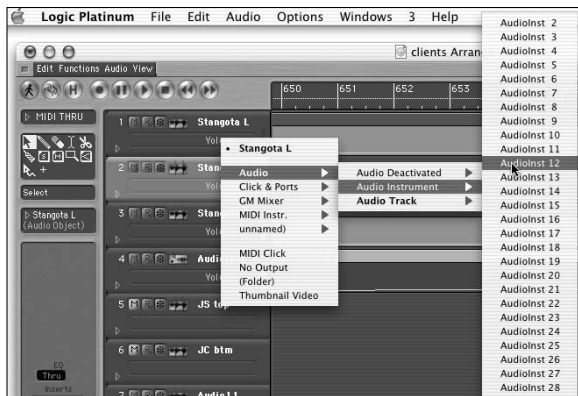 Logic Platinum File Edit Audio Options Windows 3 Help
clients Arran
Edit Functions Audio View
650 651 652 653
MIDI THRU
Select
Stangota L
(Audio Object)
EQ
Thru
Inserts
1 M R Stangota L
Vol
2 M R Stan
Vol
3 M R Stan
Vol
4 M R Audio
Vol
5 M R JS top
6 M R JC btm
7 M R Audio11
• Stangota L
Audio
Click & Ports
GM Mixer
MIDI Instr.
unnamed)
MIDI Click
No Output
(Folder)
Thumbnail Video
Audio Deactivated
Audio Instrument
Audio Track
AudioInst 2
AudioInst 3
AudioInst 4
AudioInst 5
AudioInst 6
AudioInst 7
AudioInst 8
AudioInst 9
AudioInst 10
AudioInst 11
AudioInst 12
AudioInst 13
AudioInst 14
AudioInst 15
AudioInst 16
AudioInst 17
AudioInst 18
AudioInst 19
AudioInst 20
AudioInst 21
AudioInst 22
AudioInst 23
AudioInst 24
AudioInst 25
AudioInst 26
AudioInst 27
AudioInst 28